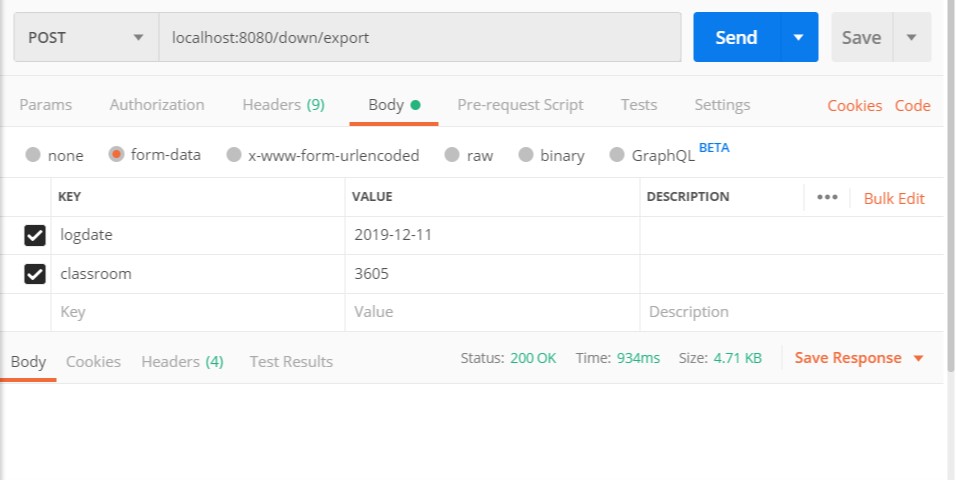 POST localhost:8080/down/export Send Save
Params Authorization Headers (9) Body Pre-request Script Tests Settings Cookies Code
none form-data x-www-form-urlencoded raw binary GraphQL BETA
KEY VALUE DESCRIPTION ••• Bulk Edit
logdate 2019-12-11
classroom 3605
Key Value Description
Body Cookies Headers (4) Test Results Status: 200 OK Time: 934ms Size: 4.71 KB Save Response